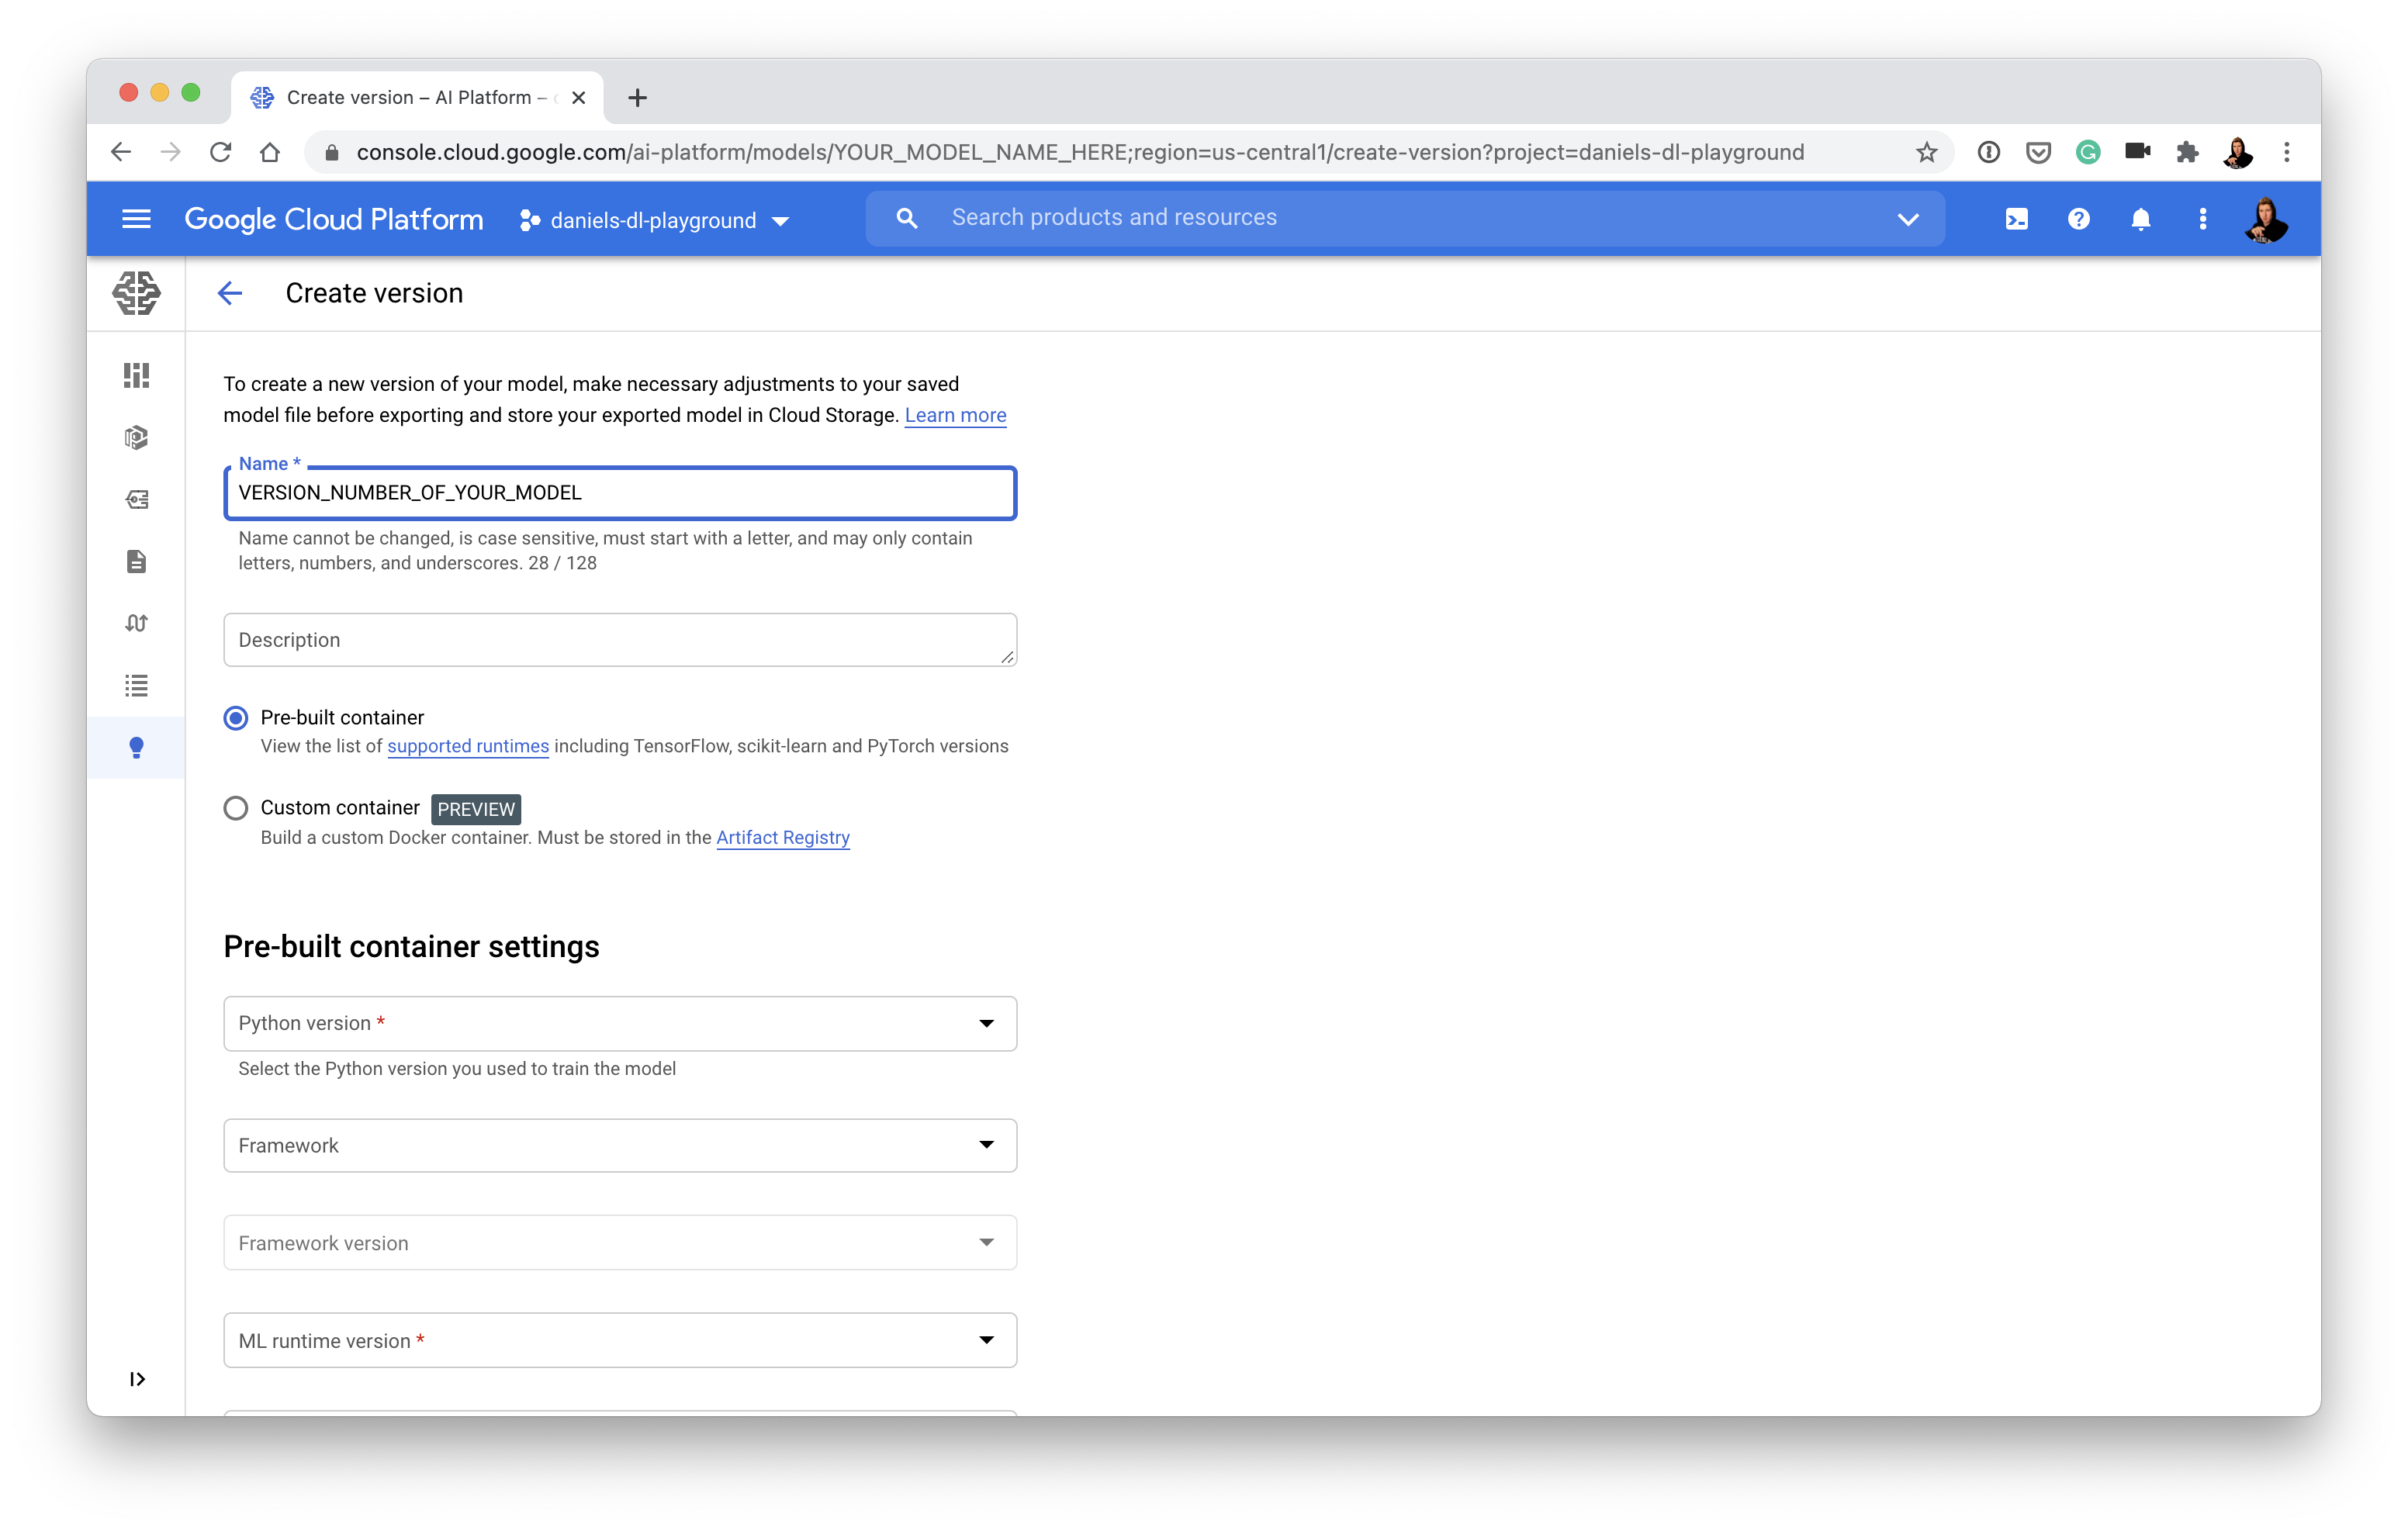 Create version – AI Platform –
console.cloud.google.com/ai-platform/models/YOUR_MODEL_NAME_HERE;region=us-central1/create-version?project=daniels-dl-playground
Google Cloud Platform
daniels-dl-playground
Search products and resources
Create version
To create a new version of your model, make necessary adjustments to your saved
model file before exporting and store your exported model in Cloud Storage. Learn more
Name *
VERSION_NUMBER_OF_YOUR_MODEL
Name cannot be changed, is case sensitive, must start with a letter, and may only contain
letters, numbers, and underscores. 28 / 128
Description
Pre-built container
View the list of supported runtimes including TensorFlow, scikit-learn and PyTorch versions
Custom container PREVIEW
Build a custom Docker container. Must be stored in the Artifact Registry
Pre-built container settings
Python version *
Select the Python version you used to train the model
Framework
Framework version
ML runtime version *